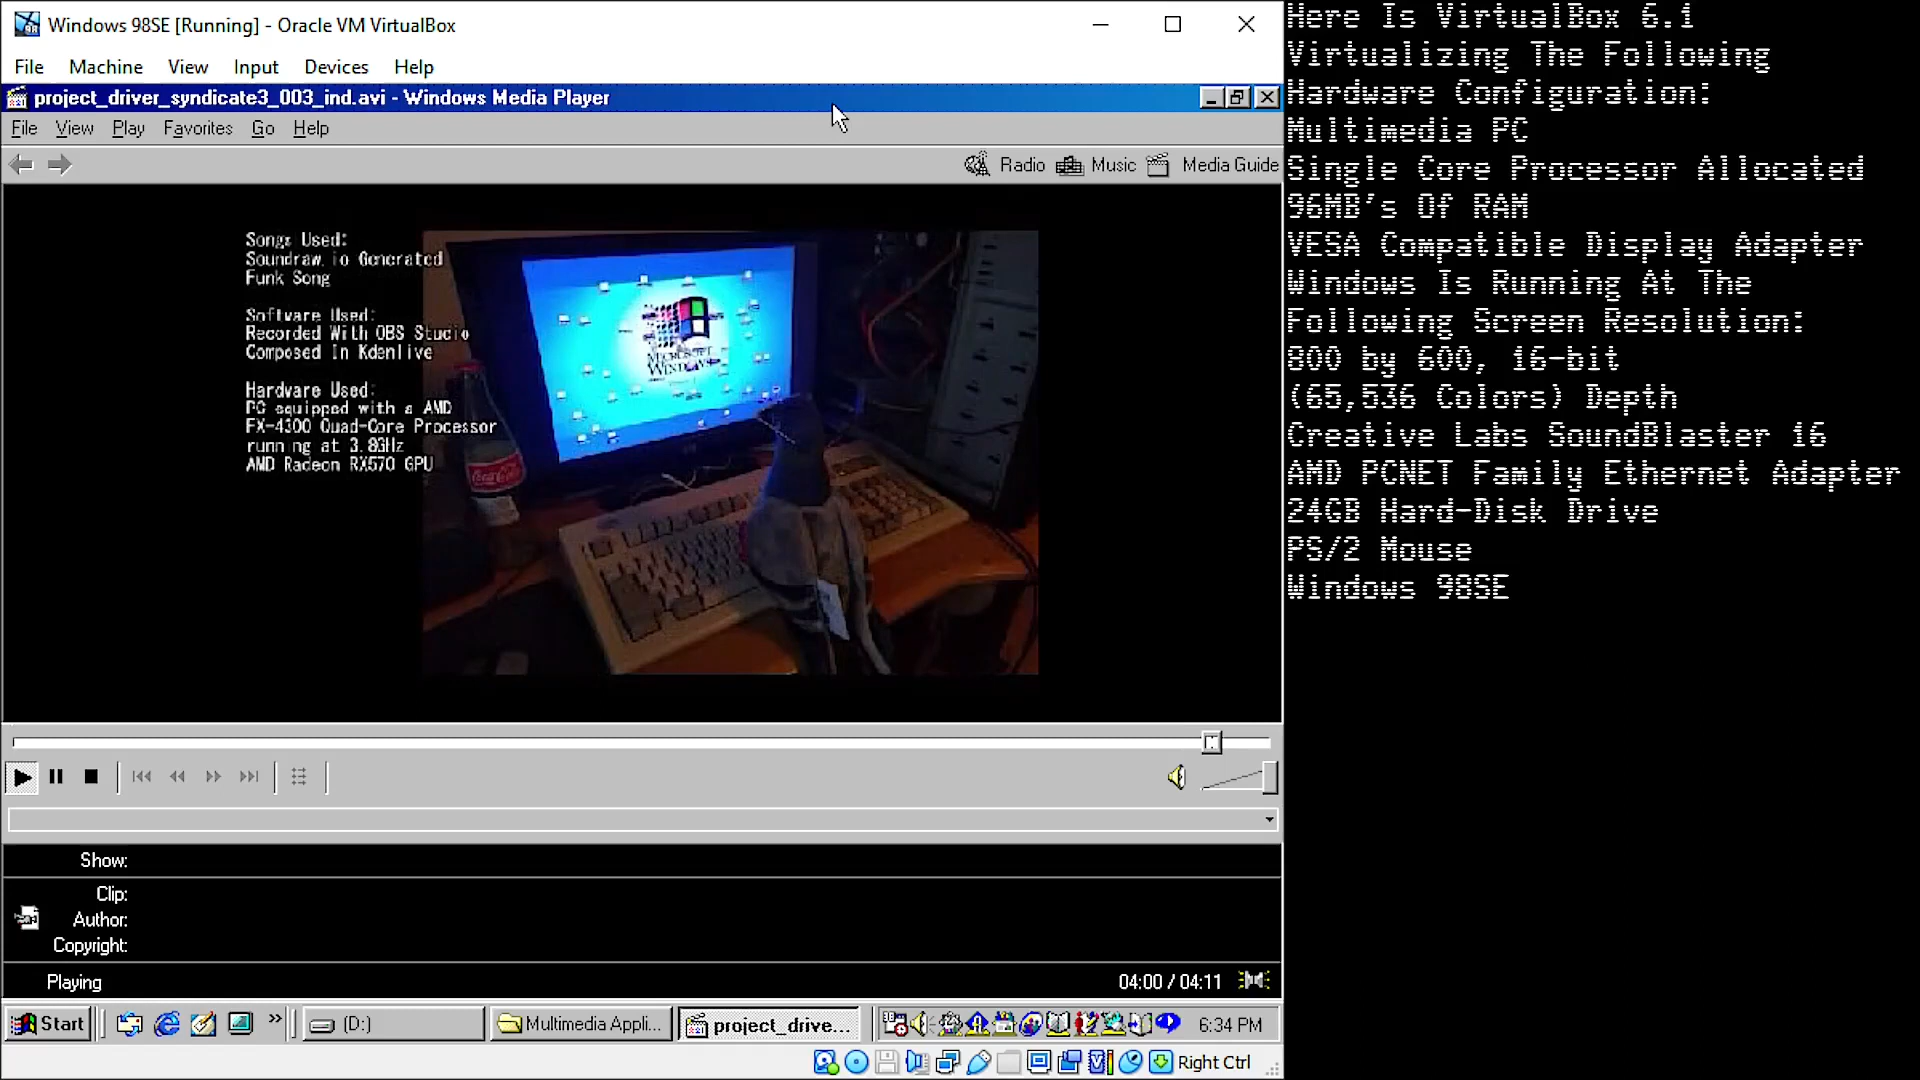 Windows 98SE [Running] - Oracle VM VirtualBox
File Machine View Input Devices Help
project_driver_syndicate3_003_ind.avi - Windows Media Player
File View Play Favorites Go Help
Radio Music Media Guide
Songs Used:
Soundraw.io Generated
Funk Song
Software Used:
Recorded With OBS Studio
Composed In Kdenlive
Hardware Used:
PC equipped with a AMD
FX-4300 Quad-Core Processor
running at 3.8GHz
AMD Radeon RX570 GPU
MICROSOFT
WINDOWS
Coca-Cola
Show:
Clip:
Author:
Copyright:
Playing
04:00 / 04:11
Start (D:) Multimedia Appli... project_drive... 6:34 PM
Right Ctrl
Here Is VirtualBox 6.1
Virtualizing The Following
Hardware Configuration:
Multimedia PC
Single Core Processor Allocated
96MB's Of RAM
VESA Compatible Display Adapter
Windows Is Running At The
Following Screen Resolution:
800 by 600, 16-bit
(65,536 Colors) Depth
Creative Labs SoundBlaster 16
AMD PCNET Family Ethernet Adapter
24GB Hard-Disk Drive
PS/2 Mouse
Windows 98SE